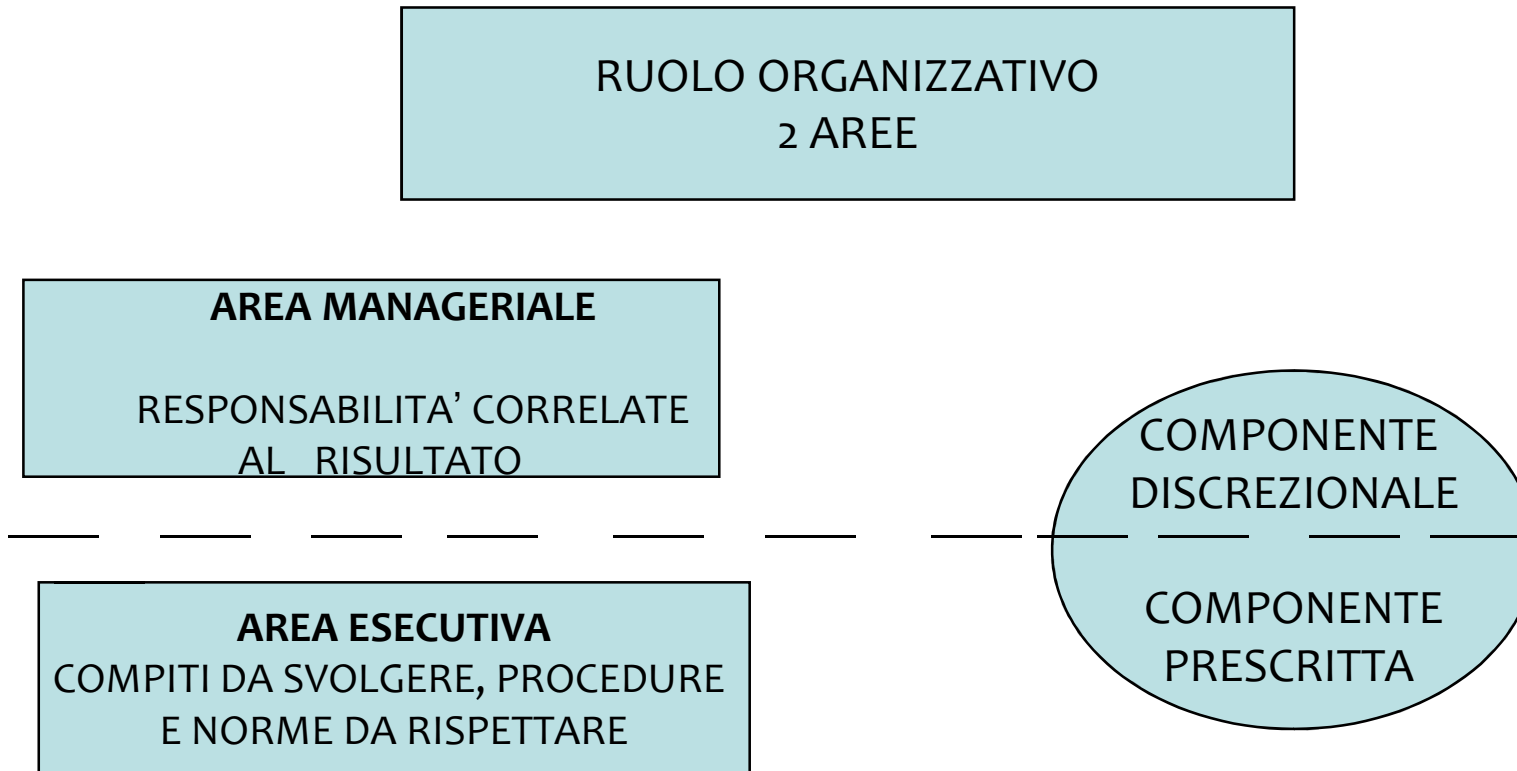 RUOLO ORGANIZZATIVO
2 AREE
AREA MANAGERIALE
RESPONSABILITA’ CORRELATE
AL RISULTATO
COMPONENTE
DISCREZIONALE
COMPONENTE
PRESCRITTA
AREA ESECUTIVA
COMPITI DA SVOLGERE, PROCEDURE
E NORME DA RISPETTARE